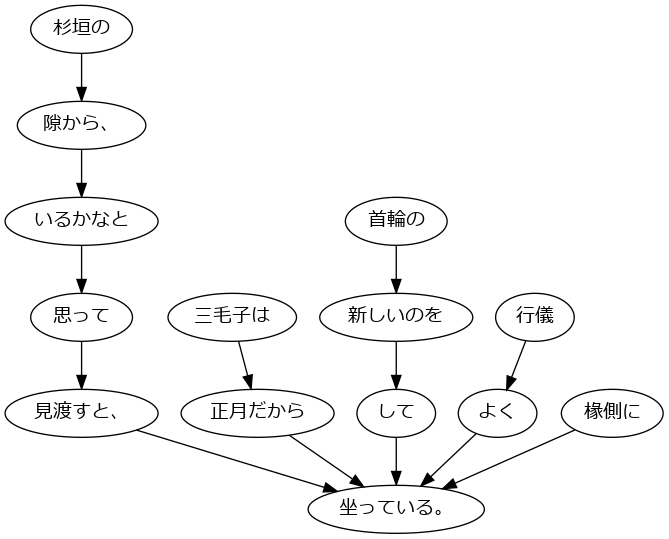 杉垣の
隙から、
いるかなと
首輪の
思って
三毛子は
新しいのを
行儀
見渡すと、
正月だから
して
よく
椽側に
坐っている。